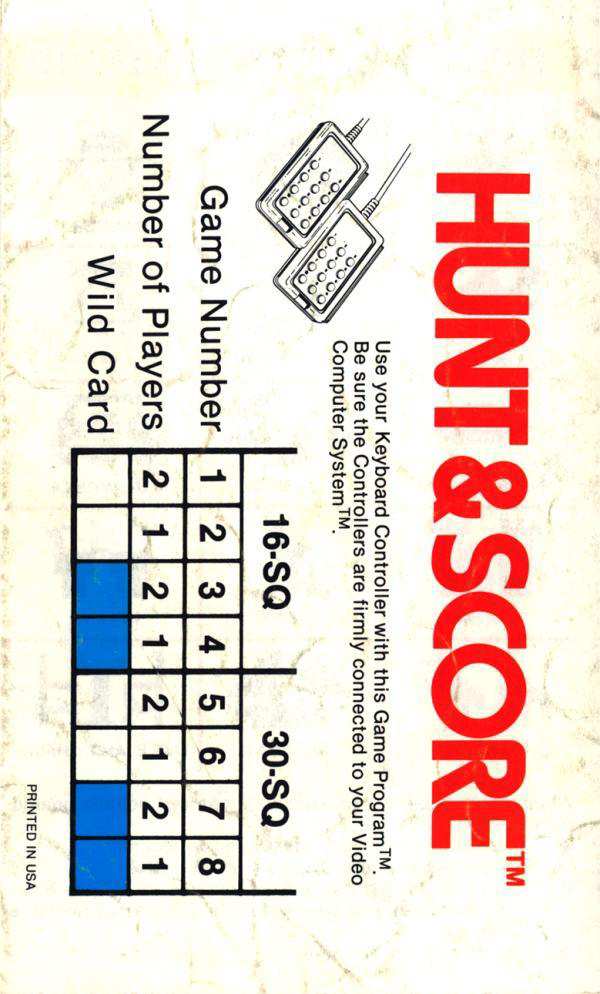 HUNT & SCORE™
Use your Keyboard Controller with this Game Program™.
Be sure the Controllers are firmly connected to your Video
Computer System™.
16-SQ 30-SQ
Game Number 1 2 3 4 5 6 7 8
Number of Players 2 1 2 1 2 1 2 1
Wild Card
PRINTED IN USA